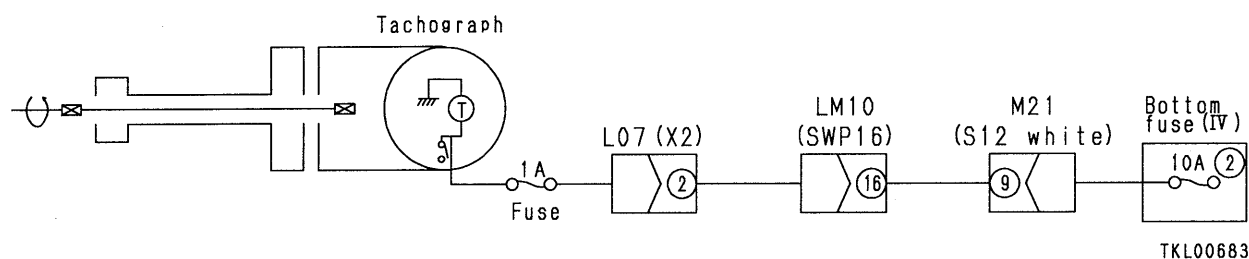 Tachograph
T
1A
Fuse
L07 (X2)
2
LM10
(SWP16)
16
M21
(S12 white)
9
Bottom
fuse (IV)
10A
2
TKL00683